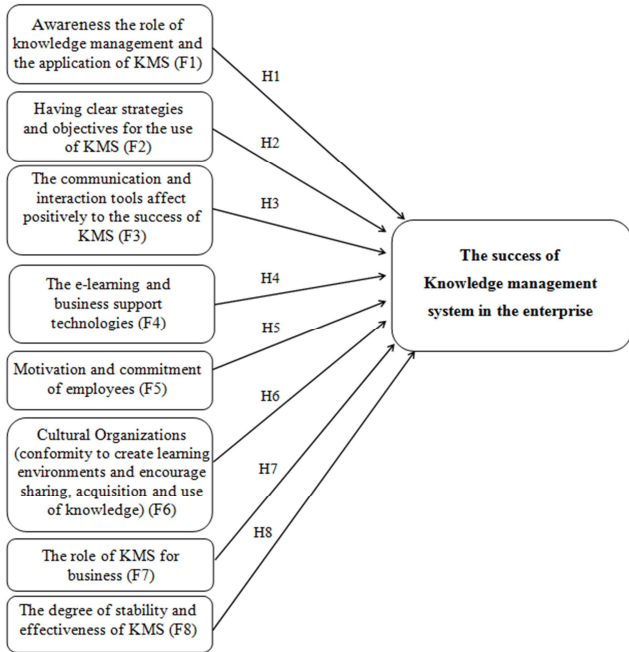 Awareness the role of
knowledge management and
the application of KMS (F1)
H1
Having clear strategies
and objectives for the use
of KMS (F2)
H2
The communication and
interaction tools affect
positively to the success of
KMS (F3)
H3
The e-learning and
business support
technologies (F4)
H4
Motivation and commitment
of employees (F5)
H5
Cultural Organizations
(conformity to create learning
environments and encourage
sharing, acquisition and use
of knowledge) (F6)
H6
The role of KMS for
business (F7)
H7
The degree of stability and
effectiveness of KMS (F8)
H8
The success of
Knowledge management
system in the enterprise